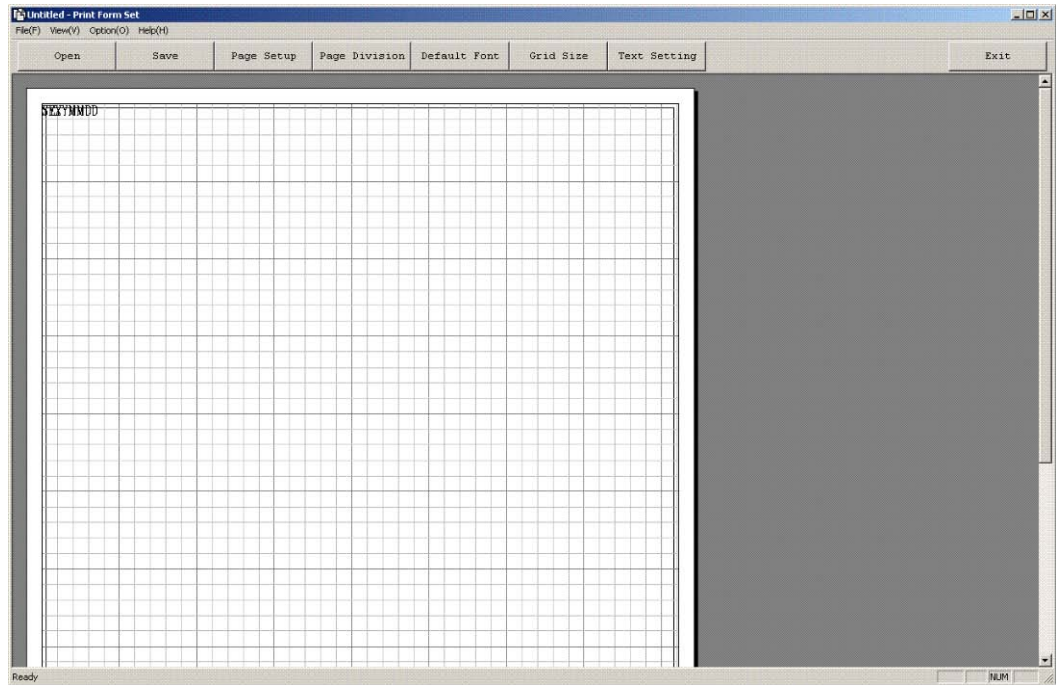 Untitled - Print Form Set
File(F) View(V) Option(O) Help(H)
Open Save Page Setup Page Division Default Font Grid Size Text Setting Exit
Ready NUM